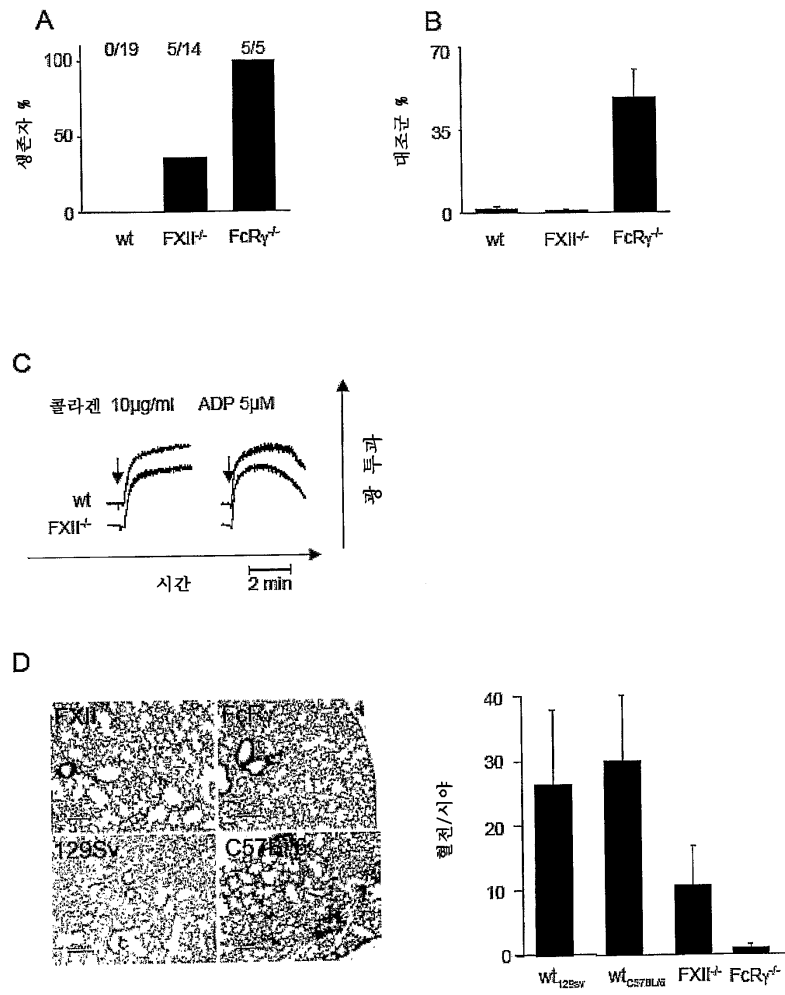 A
0/19 5/14 5/5
100
50
0
생존자 %
wt FXII-/- FcRγ-/-
B
70
35
0
대조군 %
wt FXII-/- FcRγ-/-
C
콜라겐 10µg/ml ADP 5µM
wt
FXII-/-
광 투과
시간 2 min
D
FXII FcRγ
129Sv
40
30
20
10
0
혈전/시야
wt129sv wtC57BL/6 FXII-/- FcRγ-/-